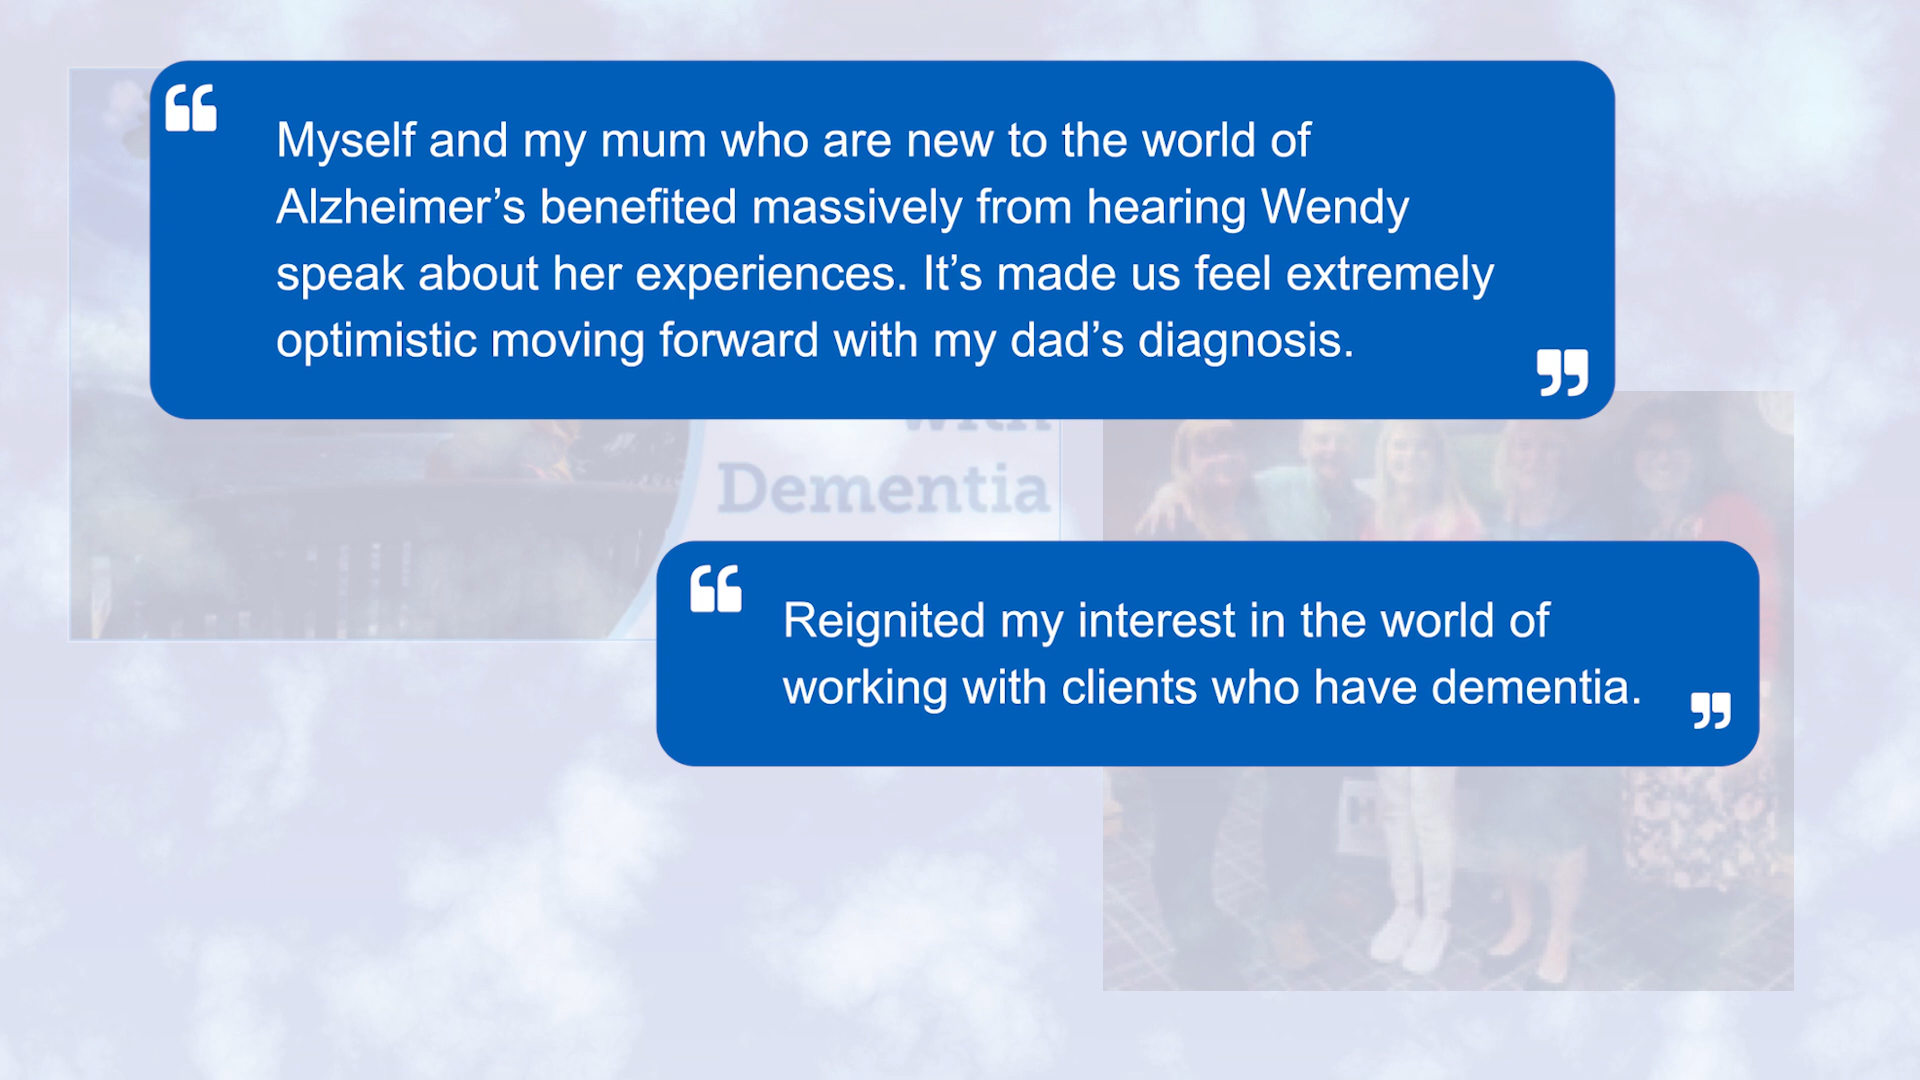 “
Myself and my mum who are new to the world of
Alzheimer’s benefited massively from hearing Wendy
speak about her experiences. It’s made us feel extremely
optimistic moving forward with my dad’s diagnosis.
”
with
Dementia
“
Reignited my interest in the world of
working with clients who have dementia.
”
H